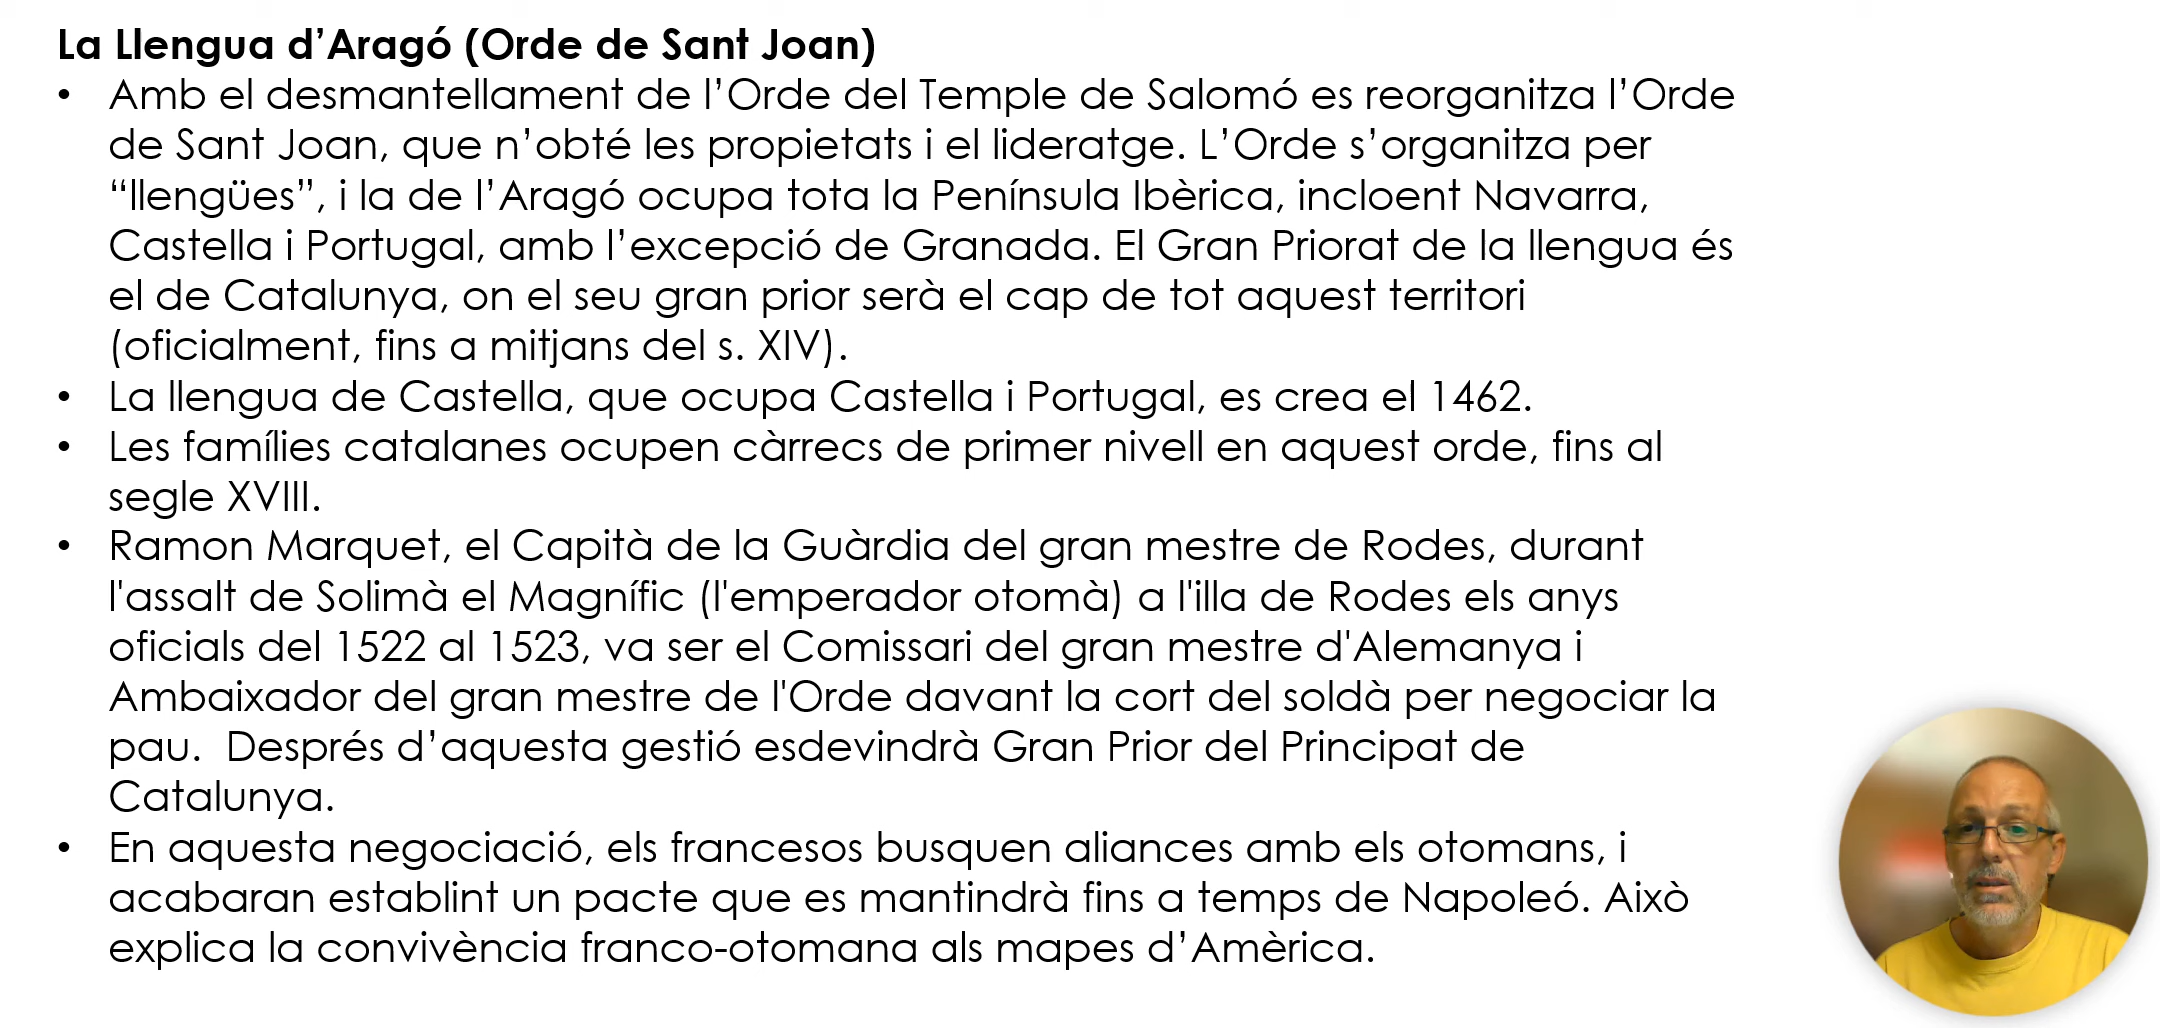 La Llengua d’Aragó (Orde de Sant Joan)
• Amb el desmantellament de l’Orde del Temple de Salomó es reorganitza l’Orde
de Sant Joan, que n’obté les propietats i el lideratge. L’Orde s’organitza per
“llengües”, i la de l’Aragó ocupa tota la Península Ibèrica, incloent Navarra,
Castella i Portugal, amb l’excepció de Granada. El Gran Priorat de la llengua és
el de Catalunya, on el seu gran prior serà el cap de tot aquest territori
(oficialment, fins a mitjans del s. XIV).
• La llengua de Castella, que ocupa Castella i Portugal, es crea el 1462.
• Les famílies catalanes ocupen càrrecs de primer nivell en aquest orde, fins al
segle XVIII.
• Ramon Marquet, el Capità de la Guàrdia del gran mestre de Rodes, durant
l'assalt de Solimà el Magnífic (l'emperador otomà) a l'illa de Rodes els anys
oficials del 1522 al 1523, va ser el Comissari del gran mestre d'Alemanya i
Ambaixador del gran mestre de l'Orde davant la cort del soldà per negociar la
pau.  Després d’aquesta gestió esdevindrà Gran Prior del Principat de
Catalunya.
• En aquesta negociació, els francesos busquen aliances amb els otomans, i
acabaran establint un pacte que es mantindrà fins a temps de Napoleó. Això
explica la convivència franco-otomana als mapes d’Amèrica.